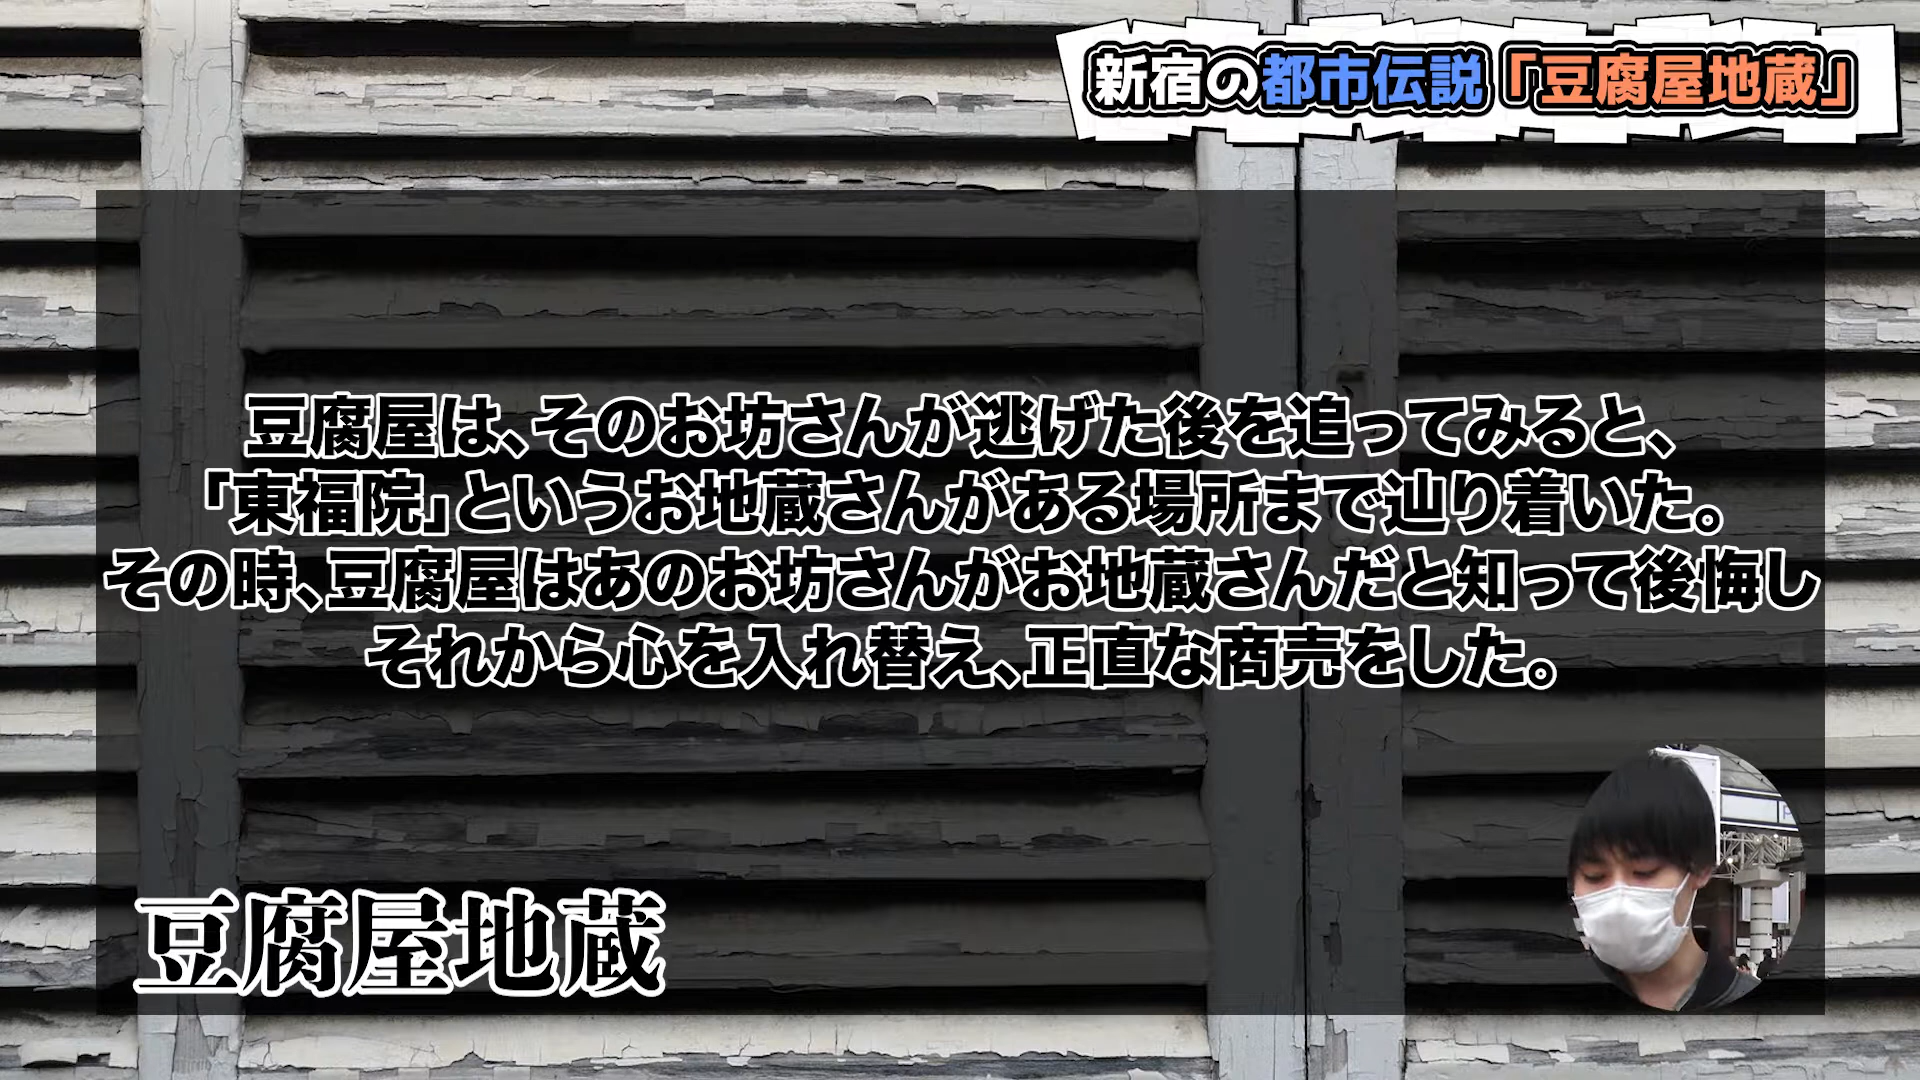 新宿の都市伝説「豆腐屋地蔵」
豆腐屋は、そのお坊さんが逃げた後を追ってみると、
「東福院」というお地蔵さんがある場所まで辿り着いた。
その時、豆腐屋はあのお坊さんがお地蔵さんだと知って後悔し
それから心を入れ替え、正直な商売をした。
豆腐屋地蔵